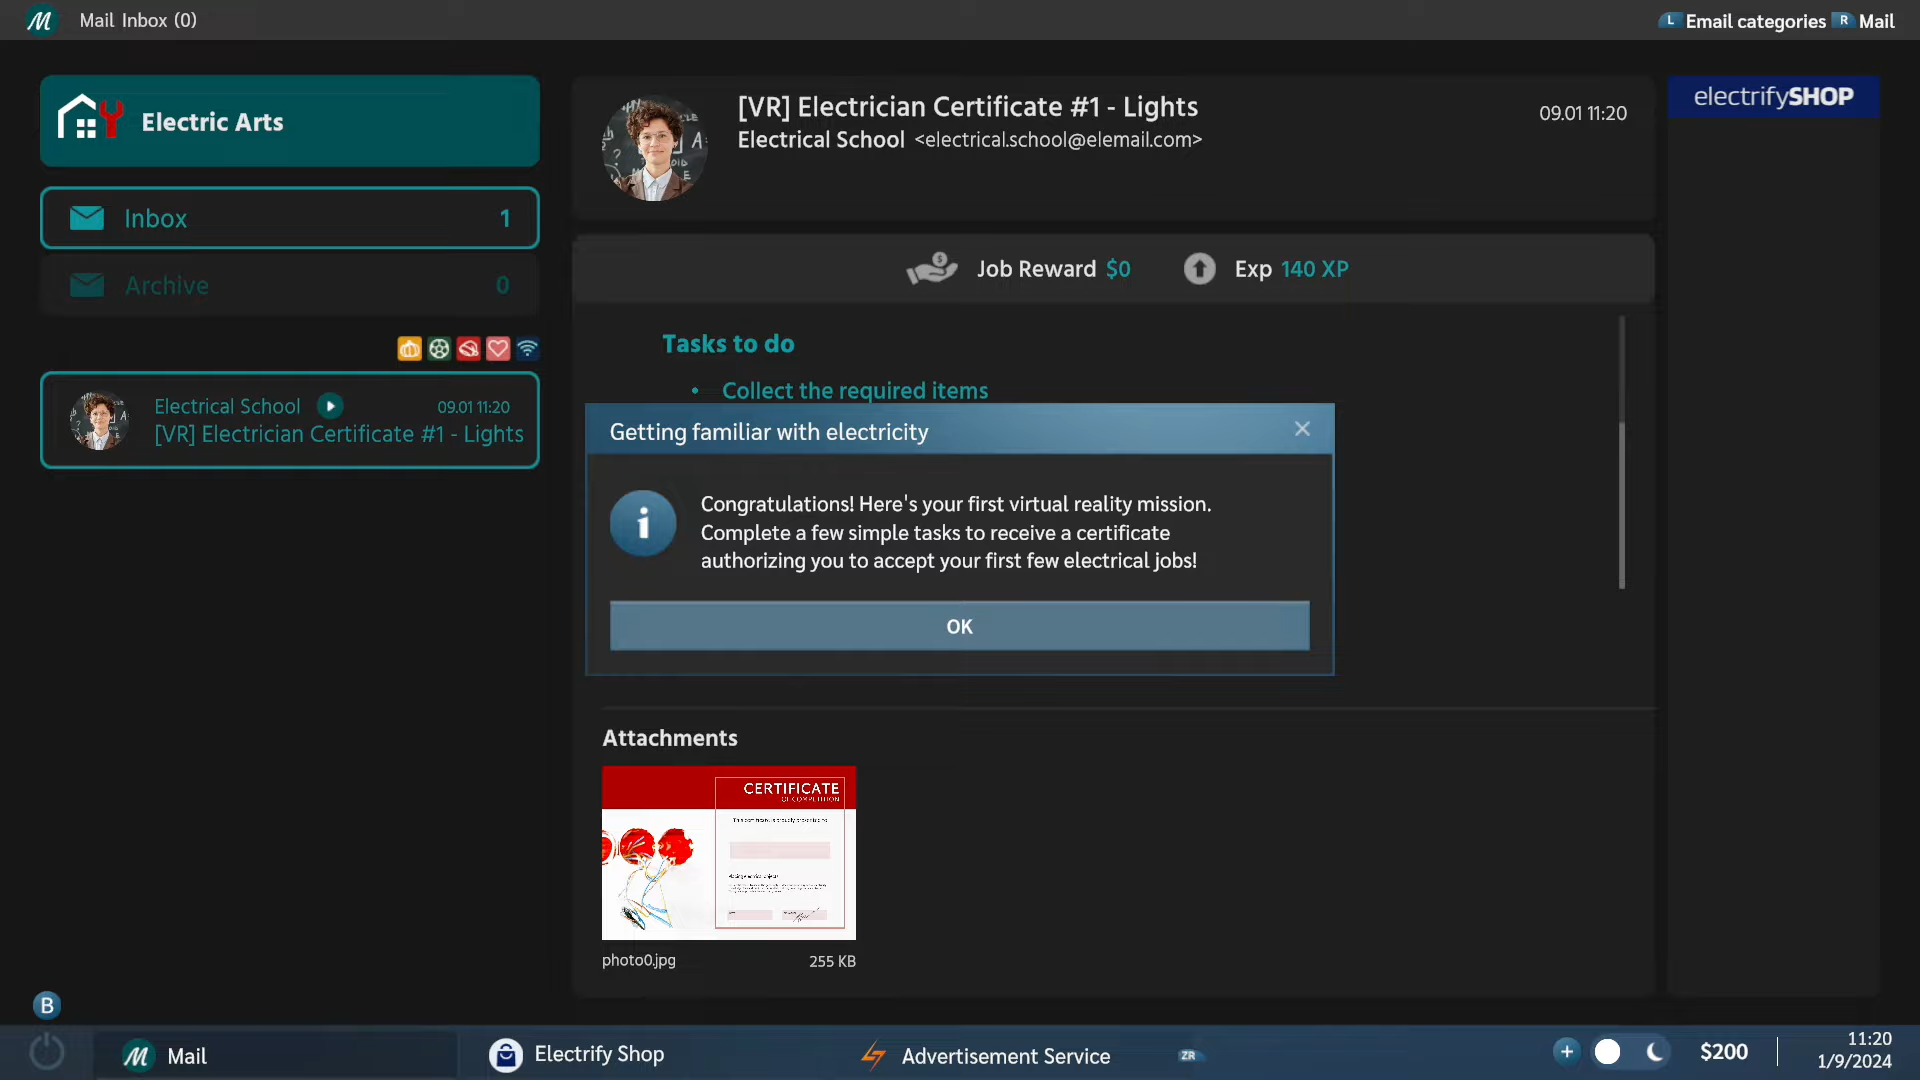 Mail Inbox (0)
L Email categories R Mail
Electric Arts
Inbox 1
Archive 0
Electrical School 09.01 11:20
[VR] Electrician Certificate #1 - Lights
[VR] Electrician Certificate #1 - Lights
09.01 11:20
Electrical School <electrical.school@elemail.com>
electrifySHOP
Job Reward $0 Exp 140 XP
Tasks to do
• Collect the required items
Getting familiar with electricity
Congratulations! Here's your first virtual reality mission.
Complete a few simple tasks to receive a certificate
authorizing you to accept your first few electrical jobs!
OK
Attachments
CERTIFICATE
photo0.jpg 255 KB
B
Mail
Electrify Shop
Advertisement Service
ZR
$200
11:20
1/9/2024